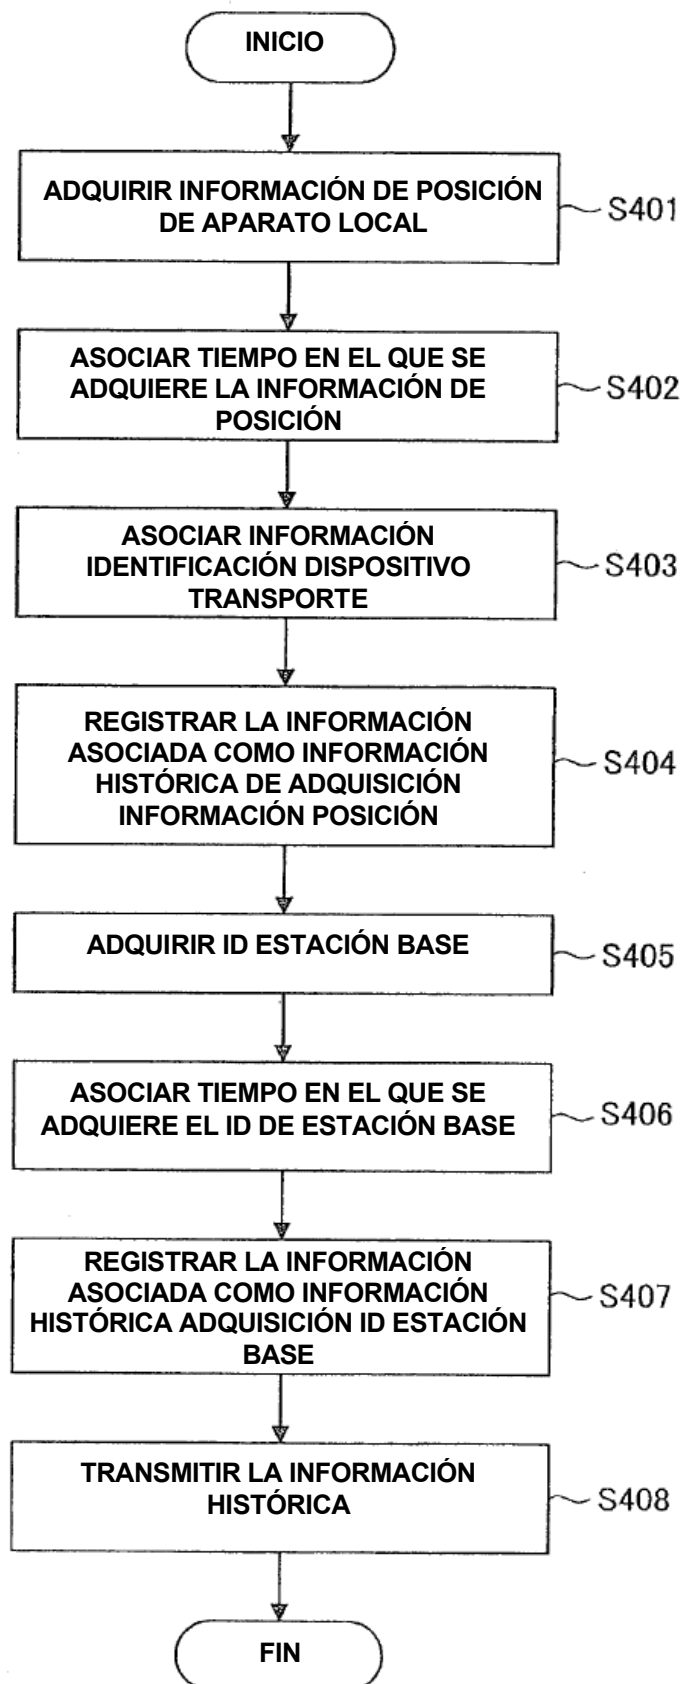 INICIO
ADQUIRIR INFORMACIÓN DE POSICIÓN
DE APARATO LOCAL
S401
ASOCIAR TIEMPO EN EL QUE SE
ADQUIERE LA INFORMACIÓN DE
POSICIÓN
S402
ASOCIAR INFORMACIÓN
IDENTIFICACIÓN DISPOSITIVO
TRANSPORTE
S403
REGISTRAR LA INFORMACIÓN
ASOCIADA COMO INFORMACIÓN
HISTÓRICA DE ADQUISICIÓN
INFORMACIÓN POSICIÓN
S404
ADQUIRIR ID ESTACIÓN BASE
S405
ASOCIAR TIEMPO EN EL QUE SE
ADQUIERE EL ID DE ESTACIÓN BASE
S406
REGISTRAR LA INFORMACIÓN
ASOCIADA COMO INFORMACIÓN
HISTÓRICA ADQUISICIÓN ID ESTACIÓN
BASE
S407
TRANSMITIR LA INFORMACIÓN
HISTÓRICA
S408
FIN